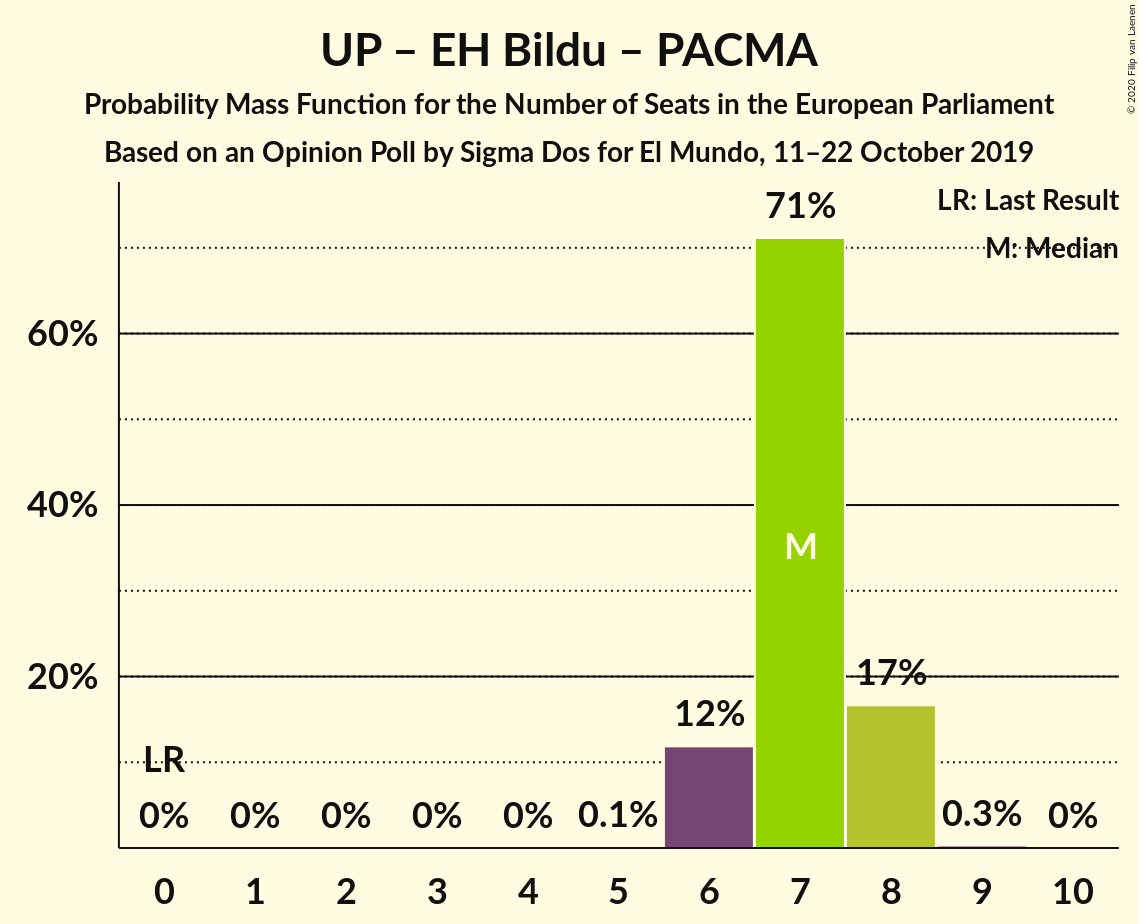 UP – EH Bildu – PACMA
Probability Mass Function for the Number of Seats in the European Parliament
Based on an Opinion Poll by Sigma Dos for El Mundo, 11–22 October 2019
© 2020 Filip van Laenen
LR: Last Result
M: Median
71%
60%
40%
M
20%
17%
12%
LR
0% 0% 0% 0% 0% 0.1% 0.3% 0%
0 1 2 3 4 5 6 7 8 9 10